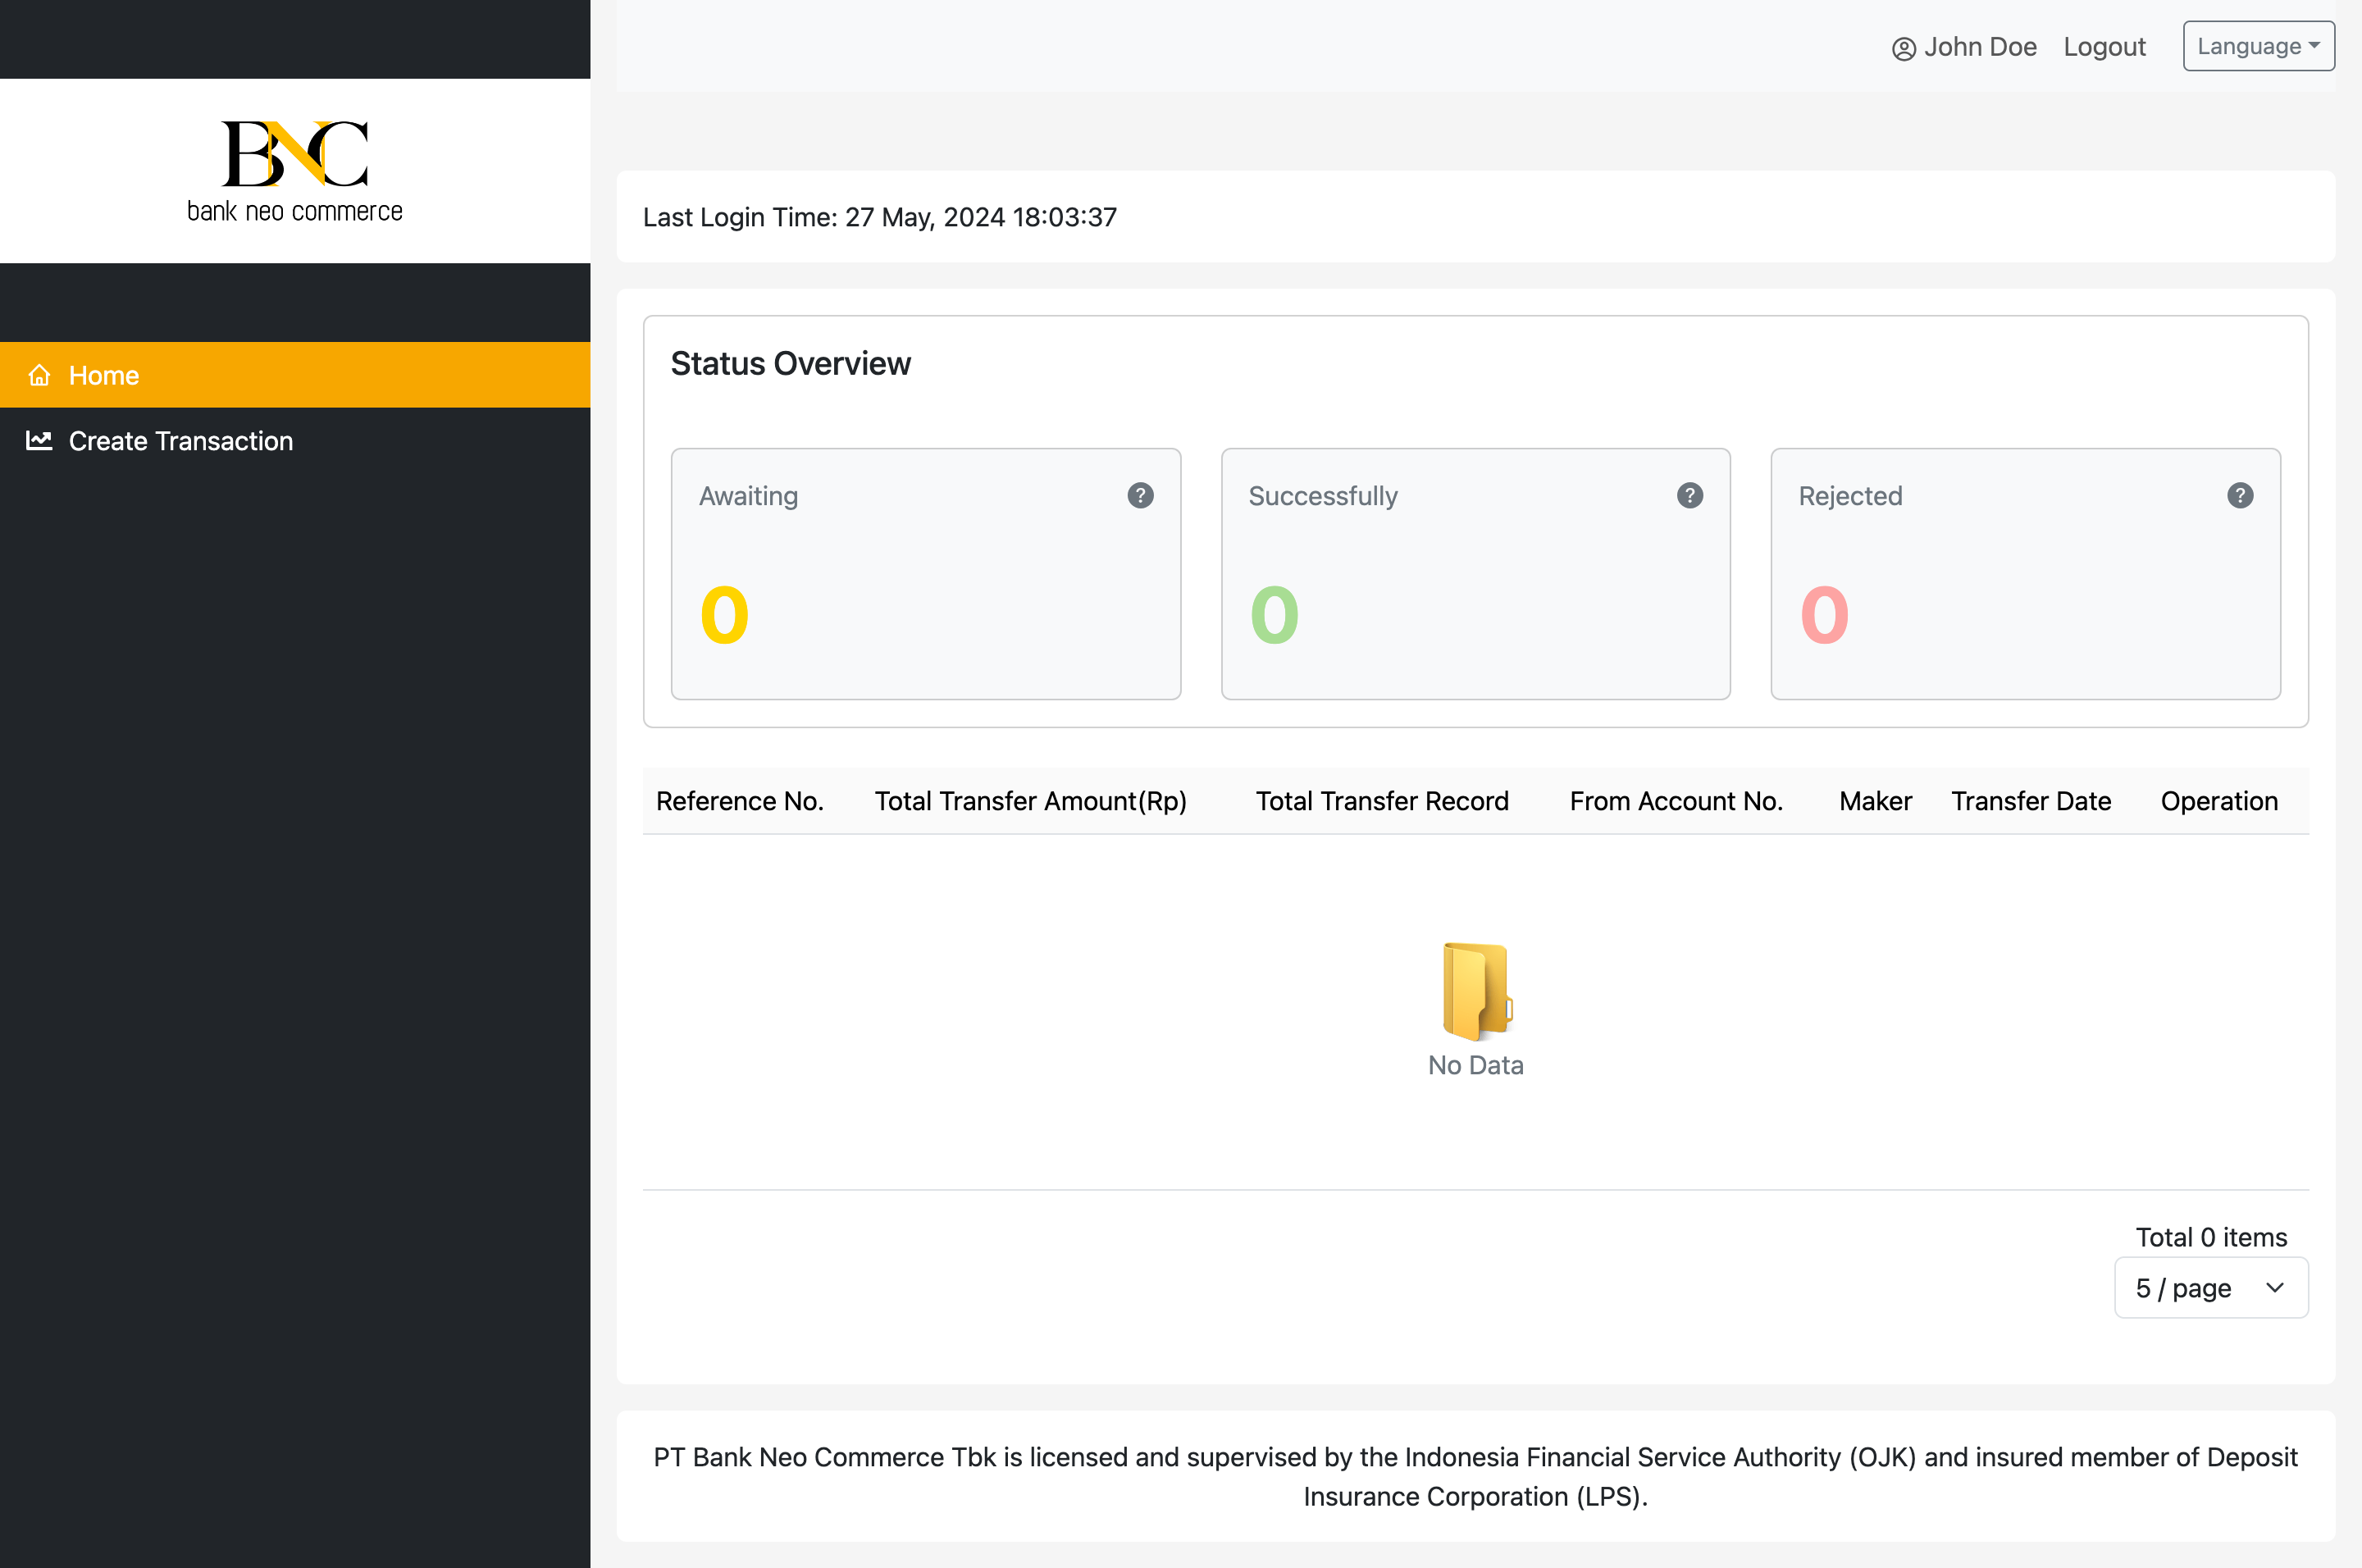 John Doe Logout Language
BNC
bank neo commerce
Last Login Time: 27 May, 2024 18:03:37
Home
Create Transaction
Status Overview
Awaiting ? Successfully ? Rejected ?
0 0 0
Reference No. Total Transfer Amount(Rp) Total Transfer Record From Account No. Maker Transfer Date Operation
No Data
Total 0 items
5 / page
PT Bank Neo Commerce Tbk is licensed and supervised by the Indonesia Financial Service Authority (OJK) and insured member of Deposit
Insurance Corporation (LPS).